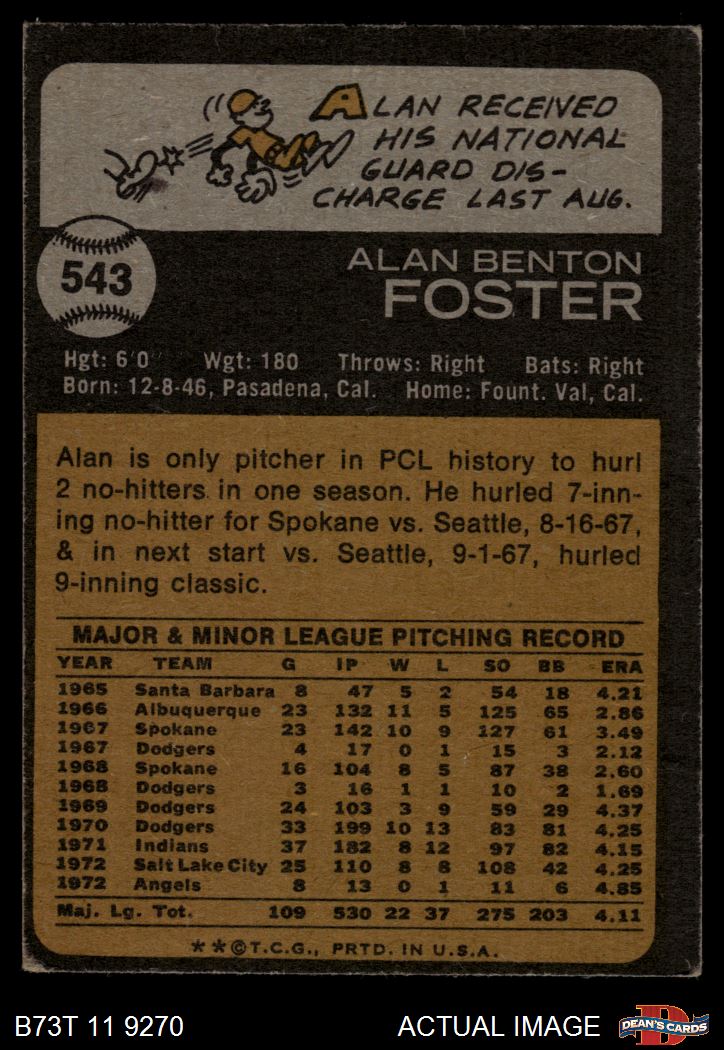 ALAN RECEIVED
HIS NATIONAL
GUARD DIS-
CHARGE LAST AUG.
543
ALAN BENTON
FOSTER
Hgt: 6'0" Wgt: 180 Throws: Right Bats: Right
Born: 12-8-46, Pasadena, Cal. Home: Fount. Val, Cal.
Alan is only pitcher in PCL history to hurl
2 no-hitters in one season. He hurled 7-inn-
ing no-hitter for Spokane vs. Seattle, 8-16-67,
& in next start vs. Seattle, 9-1-67, hurled
9-inning classic.
MAJOR & MINOR LEAGUE PITCHING RECORD
YEAR TEAM G IP W L SO BB ERA
1965 Santa Barbara 8 47 5 2 54 18 4.21
1966 Albuquerque 23 132 11 5 125 65 2.86
1967 Spokane 23 142 10 9 127 61 3.49
1967 Dodgers 4 17 0 1 15 3 2.12
1968 Spokane 16 104 8 5 87 38 2.60
1968 Dodgers 3 16 1 1 10 2 1.69
1969 Dodgers 24 103 3 9 59 29 4.37
1970 Dodgers 33 199 10 13 83 81 4.25
1971 Indians 37 182 8 12 97 82 4.15
1972 Salt Lake City 25 110 8 8 108 42 4.25
1972 Angels 8 13 0 1 11 6 4.85
Maj. Lg. Tot. 109 530 22 37 275 203 4.11
**©T.C.G., PRTD. IN U.S.A.
B73T 11 9270 ACTUAL IMAGE
D
DEAN'S CARDS